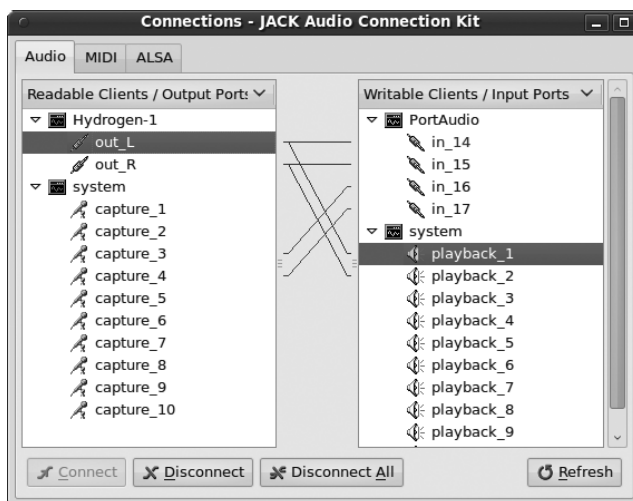 Connections - JACK Audio Connection Kit
Audio MIDI ALSA
Readable Clients / Output Ports
Hydrogen-1
out_L
out_R
system
capture_1
capture_2
capture_3
capture_4
capture_5
capture_6
capture_7
capture_8
capture_9
capture_10
Writable Clients / Input Ports
PortAudio
in_14
in_15
in_16
in_17
system
playback_1
playback_2
playback_3
playback_4
playback_5
playback_6
playback_7
playback_8
playback_9
Connect Disconnect Disconnect All Refresh